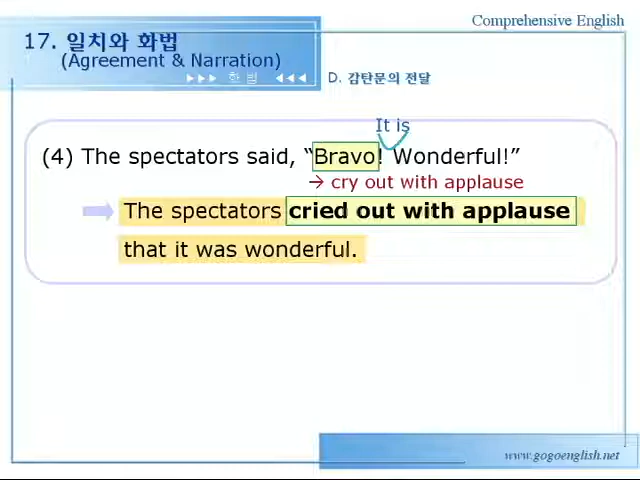 Comprehensive English
17. 일치와 화법
(Agreement & Narration)
▶▶▶ 화 법 ◀◀◀
D. 감탄문의 전달
It is
(4) The spectators said, “Bravo! Wonderful!”
→ cry out with applause
The spectators cried out with applause
that it was wonderful.
www.gogoenglish.net